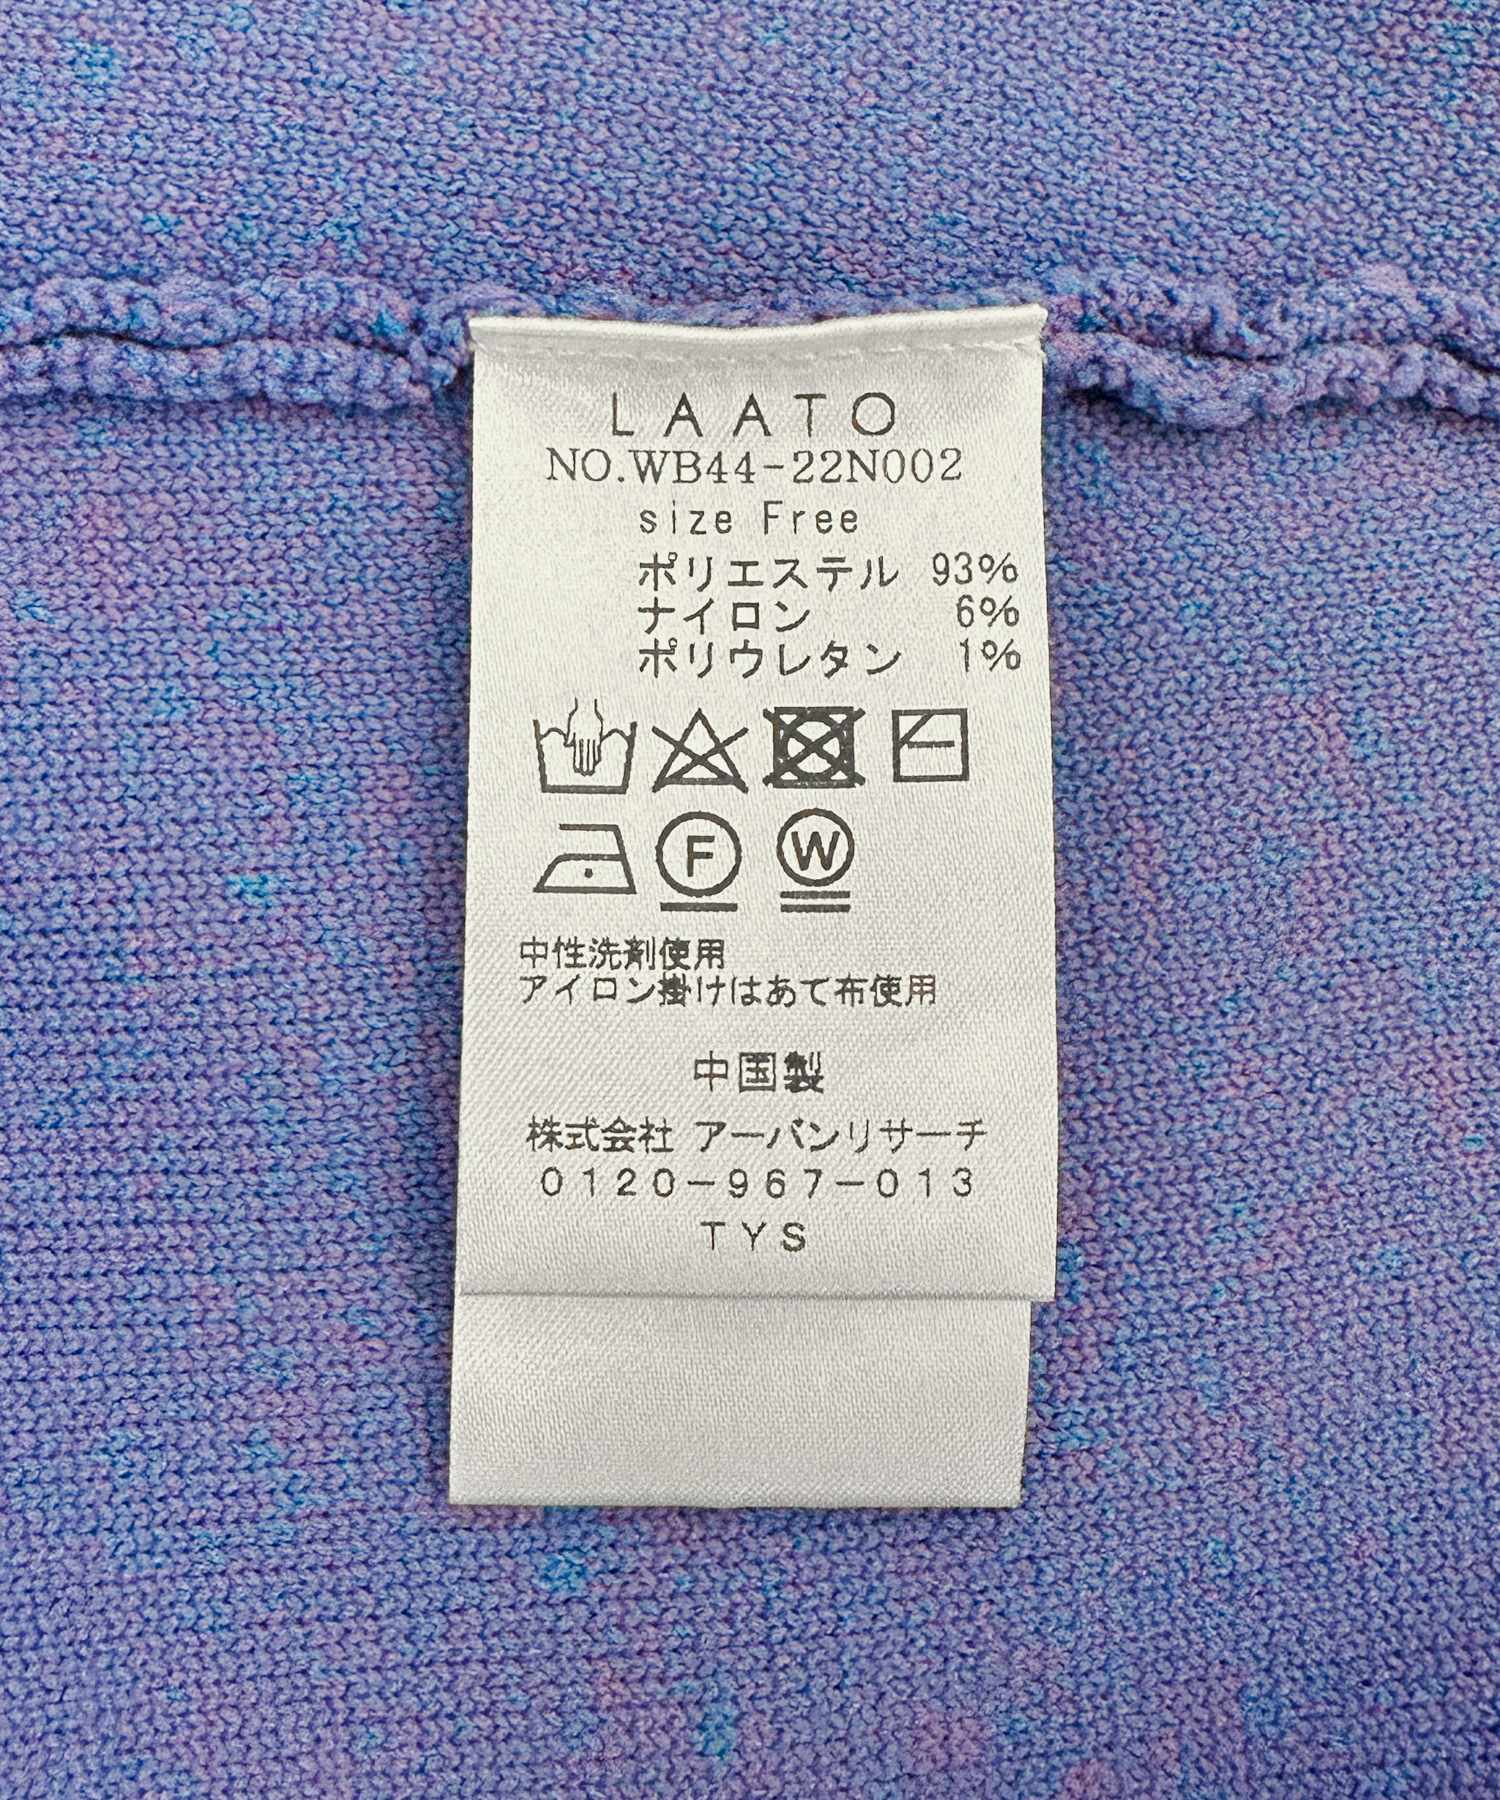 LAATO
NO.WB44-22N002
size Free
ポリエステル 93%
ナイロン 6%
ポリウレタン 1%
F W
中性洗剤使用
アイロン掛けはあて布使用
中国製
株式会社 アーバンリサーチ
0120-967-013
TYS